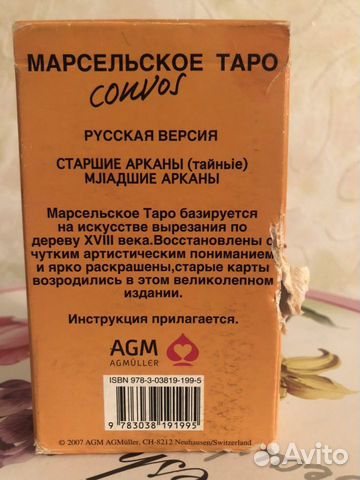 МАРСЕЛЬСКОЕ ТАРО
convos
РУССКАЯ ВЕРСИЯ
СТАРШИЕ АРКАНЫ (тайныіе)
МЛАДШИЕ АРКАНЫ
Марсельское Таро базируется
на искусстве вырезания по
дереву XVIII века.Восстановлены с
чутким артистическим пониманием
и ярко раскрашены,старые карты
возродились в этом великолепном
издании.
Инструкция прилагается.
AGM
AGMÜLLER
ISBN 978-3-03819-199-5
9 783038 191995
© 2007 AGM AGMüller, CH-8212 Neuhausen/Switzerland
Avito